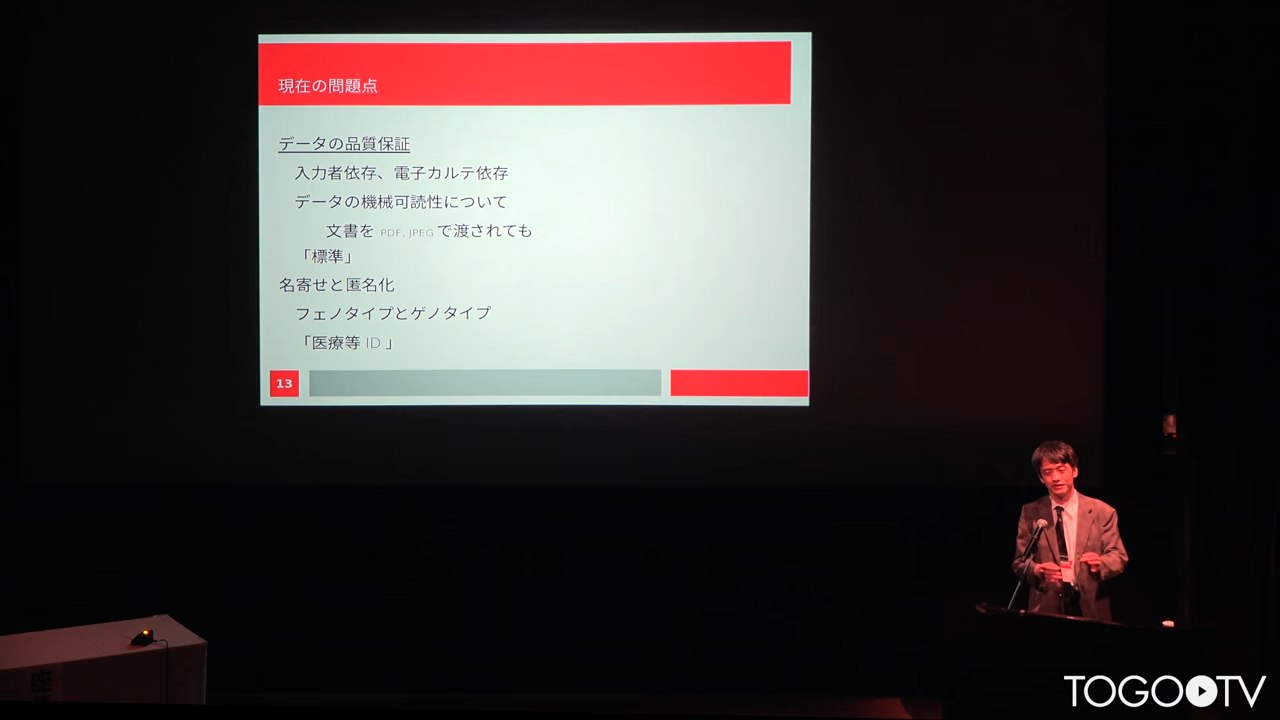 現在の問題点
データの品質保証
入力者依存、電子カルテ依存
データの機械可読性について
文書を PDF, JPEG で渡されても
「標準」
名寄せと匿名化
フェノタイプとゲノタイプ
「医療等 ID 」
13
TOGO TV